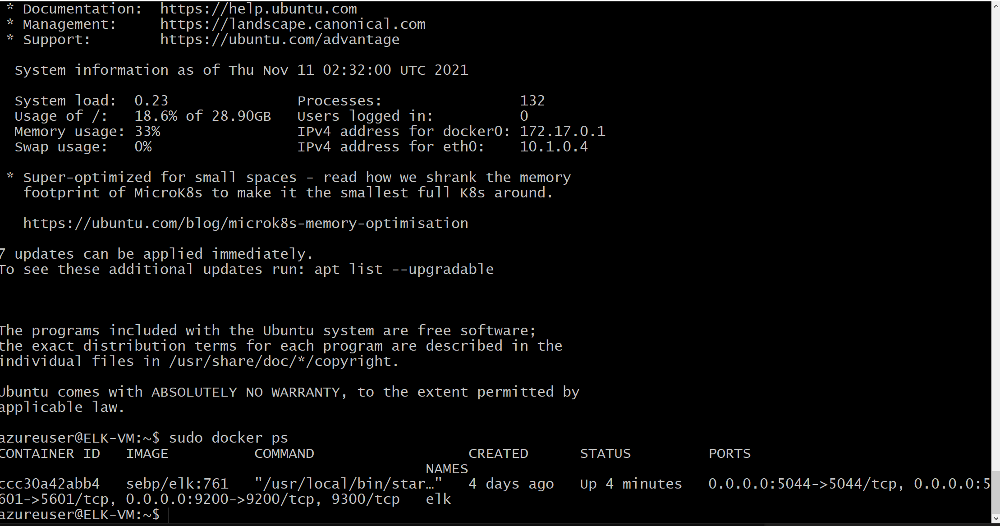 * Documentation:  https://help.ubuntu.com
* Management:     https://landscape.canonical.com
* Support:        https://ubuntu.com/advantage
System information as of Thu Nov 11 02:32:00 UTC 2021
System load:  0.23               Processes:                132
Usage of /:   18.6% of 28.90GB   Users logged in:          0
Memory usage: 33%                IPv4 address for docker0: 172.17.0.1
Swap usage:   0%                 IPv4 address for eth0:    10.1.0.4
* Super-optimized for small spaces - read how we shrank the memory
footprint of MicroK8s to make it the smallest full K8s around.
https://ubuntu.com/blog/microk8s-memory-optimisation
7 updates can be applied immediately.
To see these additional updates run: apt list --upgradable
The programs included with the Ubuntu system are free software;
the exact distribution terms for each program are described in the
individual files in /usr/share/doc/*/copyright.
Ubuntu comes with ABSOLUTELY NO WARRANTY, to the extent permitted by
applicable law.
azureuser@ELK-VM:~$ sudo docker ps
CONTAINER ID   IMAGE          COMMAND                  CREATED      STATUS         PORTS
NAMES
ccc30a42abb4   sebp/elk:761   "/usr/local/bin/star…"   4 days ago   Up 4 minutes   0.0.0.0:5044->5044/tcp, 0.0.0.0:5
601->5601/tcp, 0.0.0.0:9200->9200/tcp, 9300/tcp   elk
azureuser@ELK-VM:~$